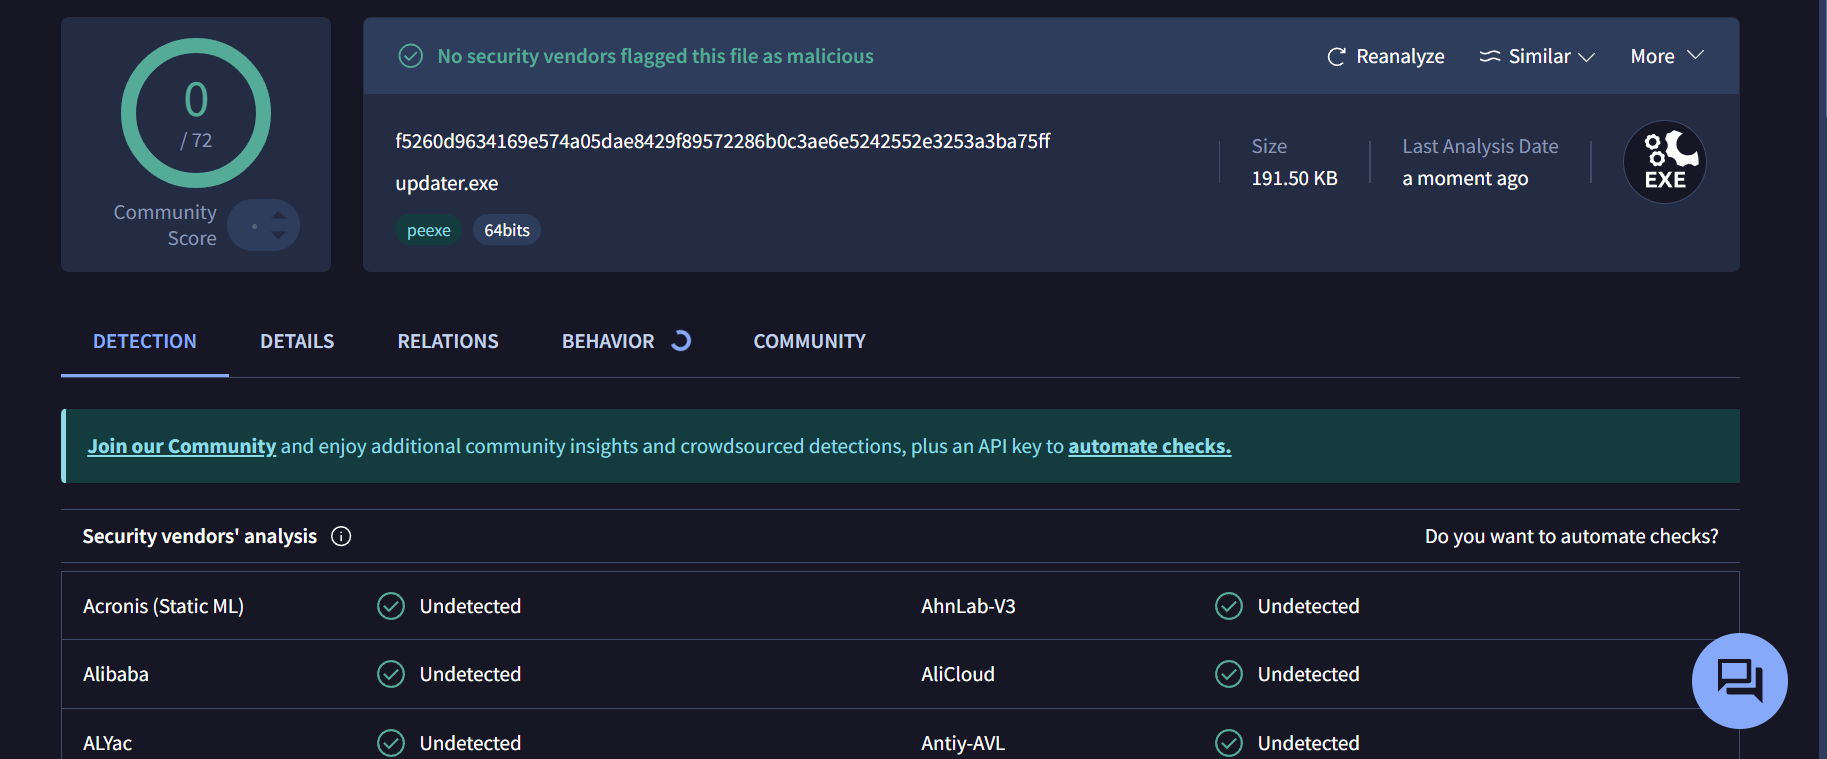 0
/ 72
Community
Score
No security vendors flagged this file as malicious
Reanalyze
Similar
More
f5260d9634169e574a05dae8429f89572286b0c3ae6e5242552e3253a3ba75ff
updater.exe
peexe
64bits
Size
191.50 KB
Last Analysis Date
a moment ago
EXE
DETECTION
DETAILS
RELATIONS
BEHAVIOR
COMMUNITY
Join our Community and enjoy additional community insights and crowdsourced detections, plus an API key to automate checks.
Security vendors' analysis
Do you want to automate checks?
Acronis (Static ML) Undetected AhnLab-V3 Undetected
Alibaba Undetected AliCloud Undetected
ALYac Undetected Antiy-AVL Undetected